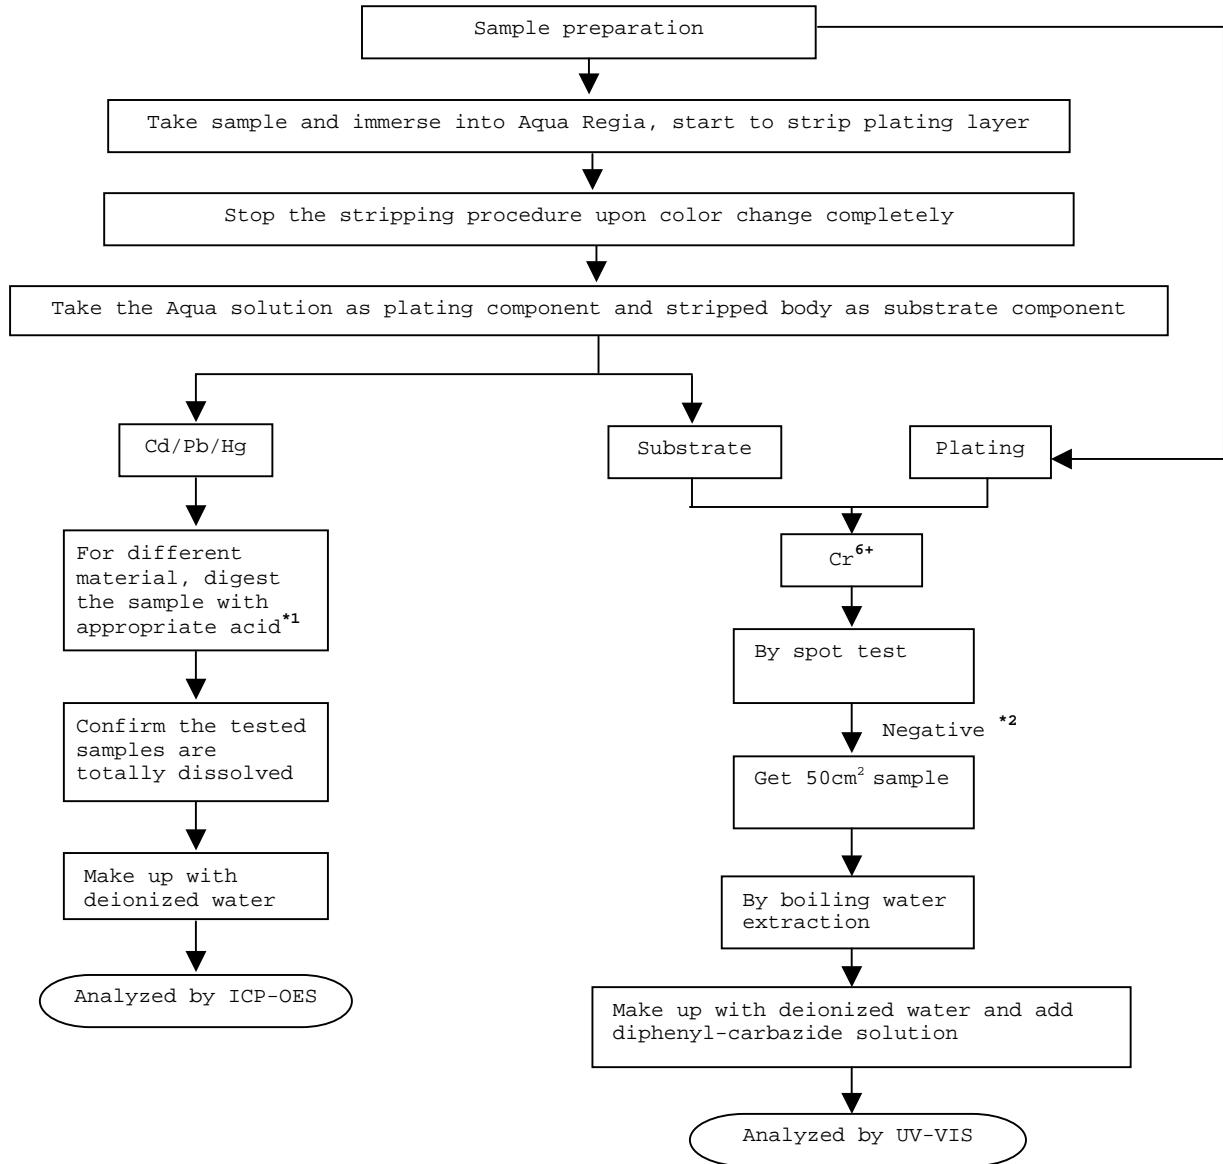 Sample preparation
Take sample and immerse into Aqua Regia, start to strip plating layer
Stop the stripping procedure upon color change completely
Take the Aqua solution as plating component and stripped body as substrate component
Cd/Pb/Hg
Substrate
Plating
For different
material, digest
the sample with
appropriate acid*1
Confirm the tested
samples are
totally dissolved
Make up with
deionized water
Analyzed by ICP-OES
Cr6+
By spot test
Negative *2
Get 50cm2 sample
By boiling water
extraction
Make up with deionized water and add
diphenyl-carbazide solution
Analyzed by UV-VIS